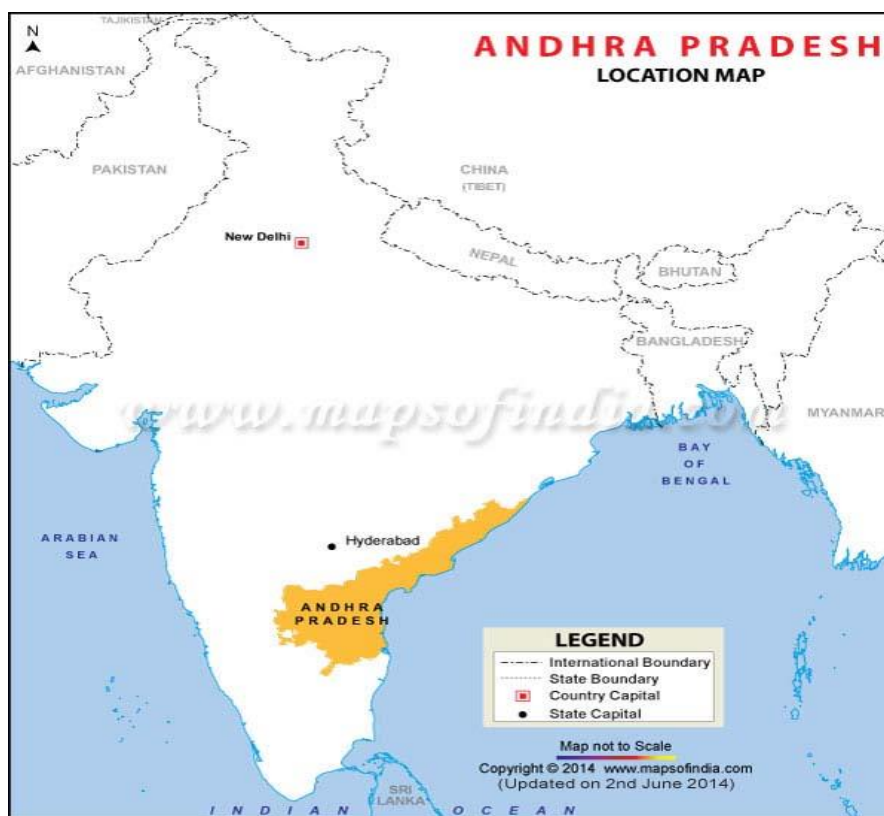 TAJIKISTAN
N
ANDHRA PRADESH
LOCATION MAP
AFGHANISTAN
PAKISTAN
CHINA
(TIBET)
New Delhi
NEPAL
BHUTAN
BANGLADESH
www.mapsofindia.com
MYANMAR
BAY
OF
BENGAL
ARABIAN
SEA
Hyderabad
ANDHRA
PRADESH
LEGEND
International Boundary
State Boundary
Country Capital
State Capital
Map not to Scale
Copyright © 2014 www.mapsofindia.com
(Updated on 2nd June 2014)
SRI
LANKA
INDIAN OCEAN